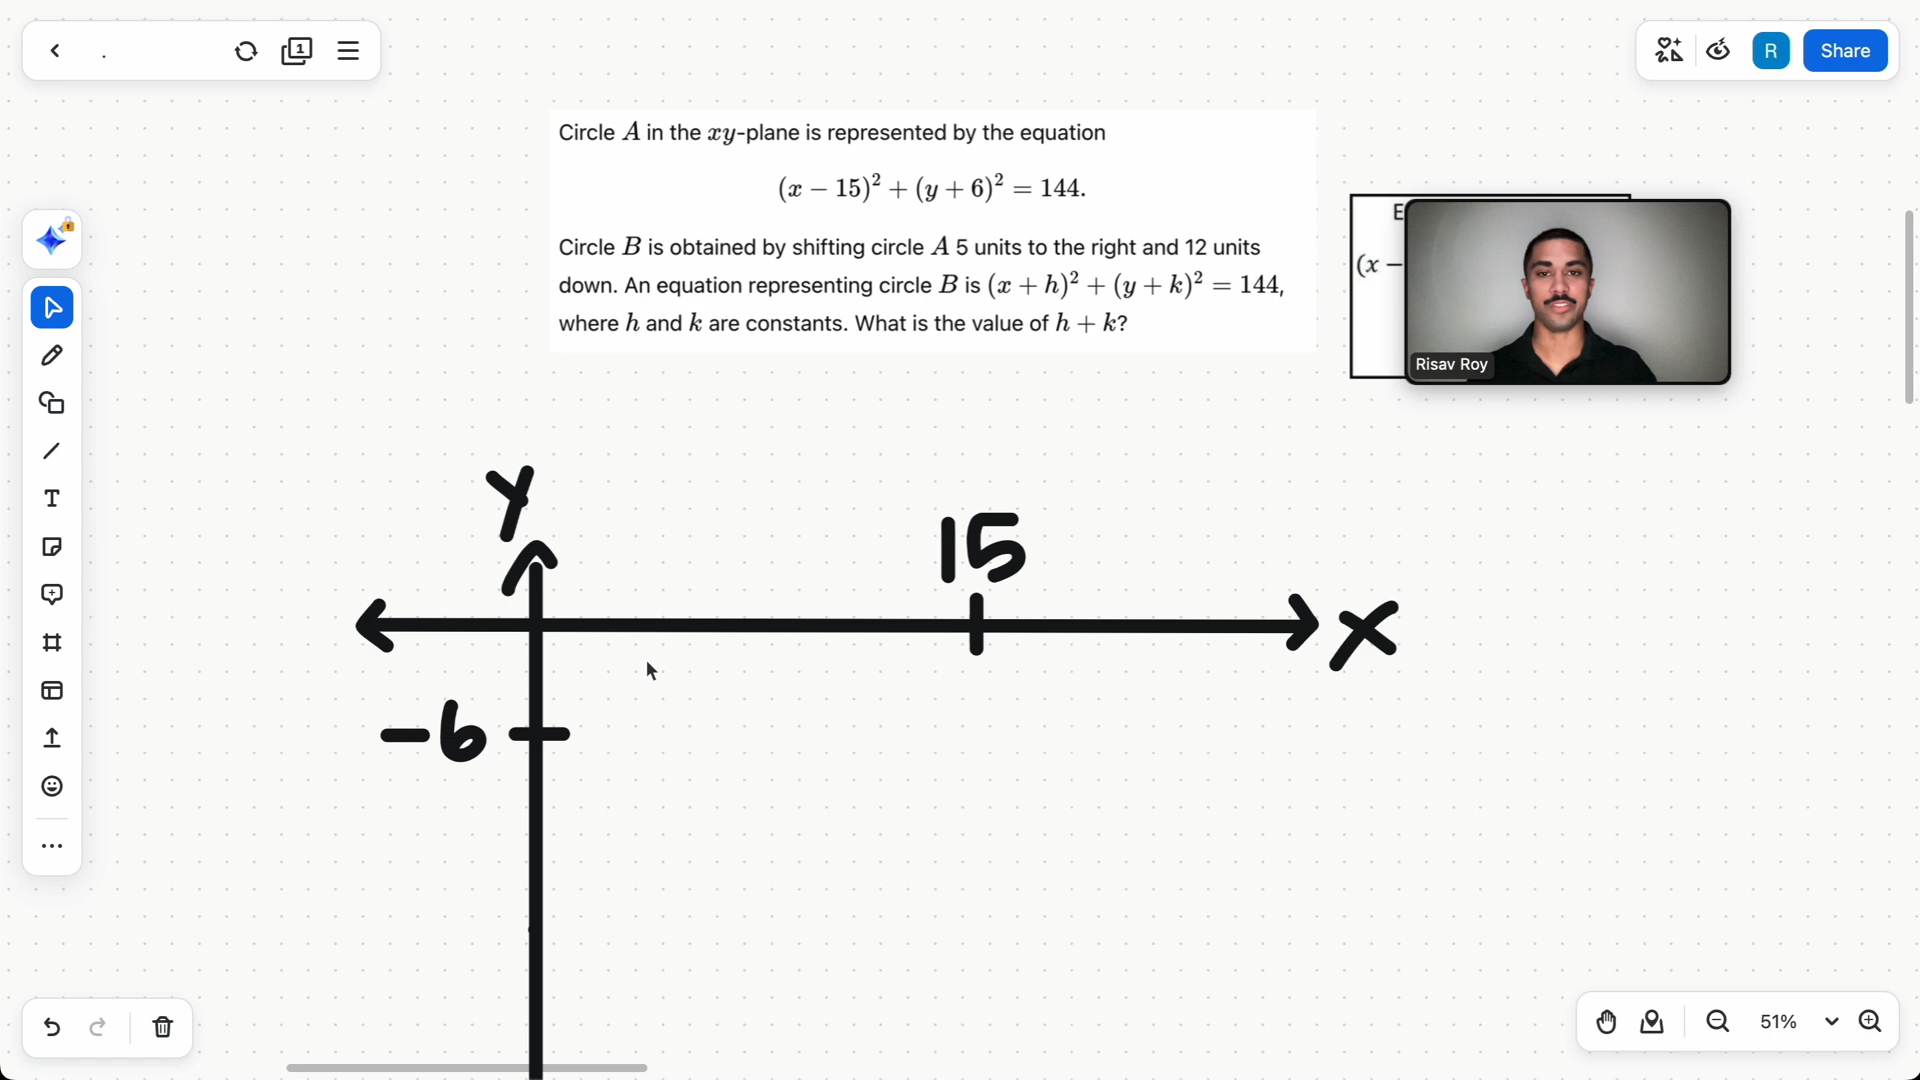 .
1
R
Share
Circle A in the xy-plane is represented by the equation
(x − 15)² + (y + 6)² = 144.
Circle B is obtained by shifting circle A 5 units to the right and 12 units
down. An equation representing circle B is (x + h)² + (y + k)² = 144,
where h and k are constants. What is the value of h + k?
E
(x −
Risav Roy
T
Y
15
X
-6
51%